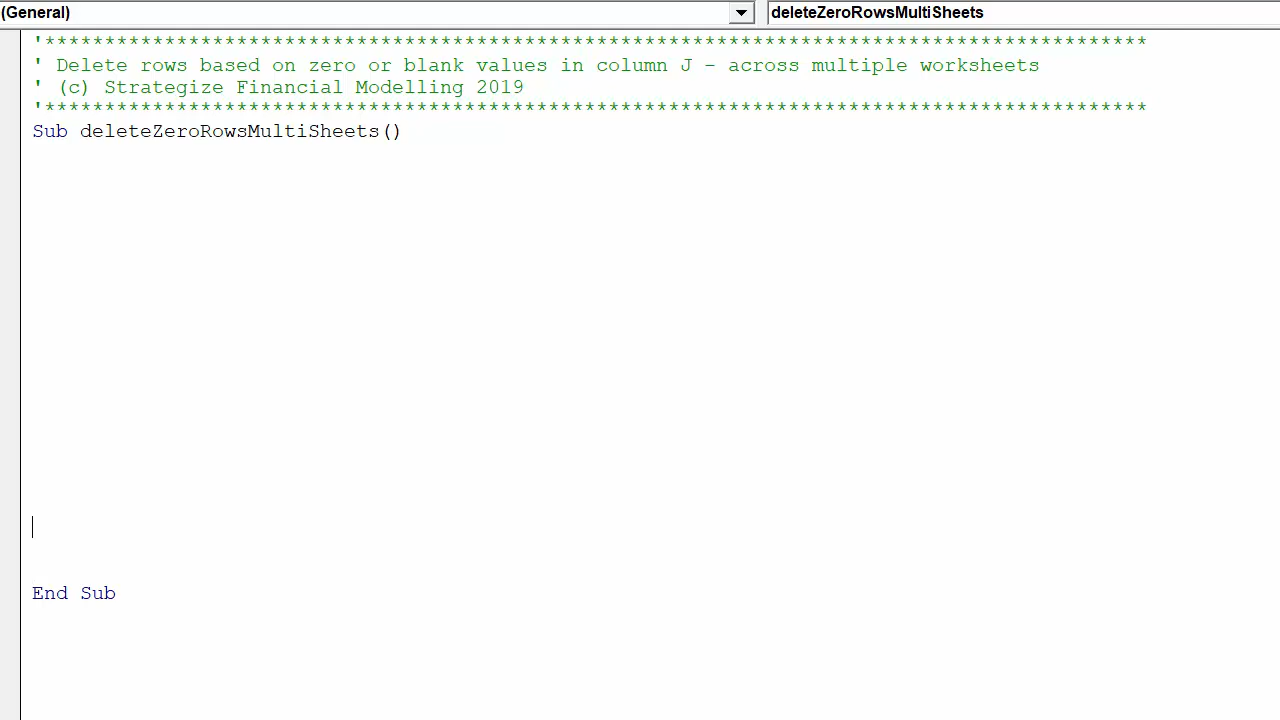 (General) deleteZeroRowsMultiSheets
'********************************************************************************************
' Delete rows based on zero or blank values in column J - across multiple worksheets
' (c) Strategize Financial Modelling 2019
'********************************************************************************************
Sub deleteZeroRowsMultiSheets()
End Sub